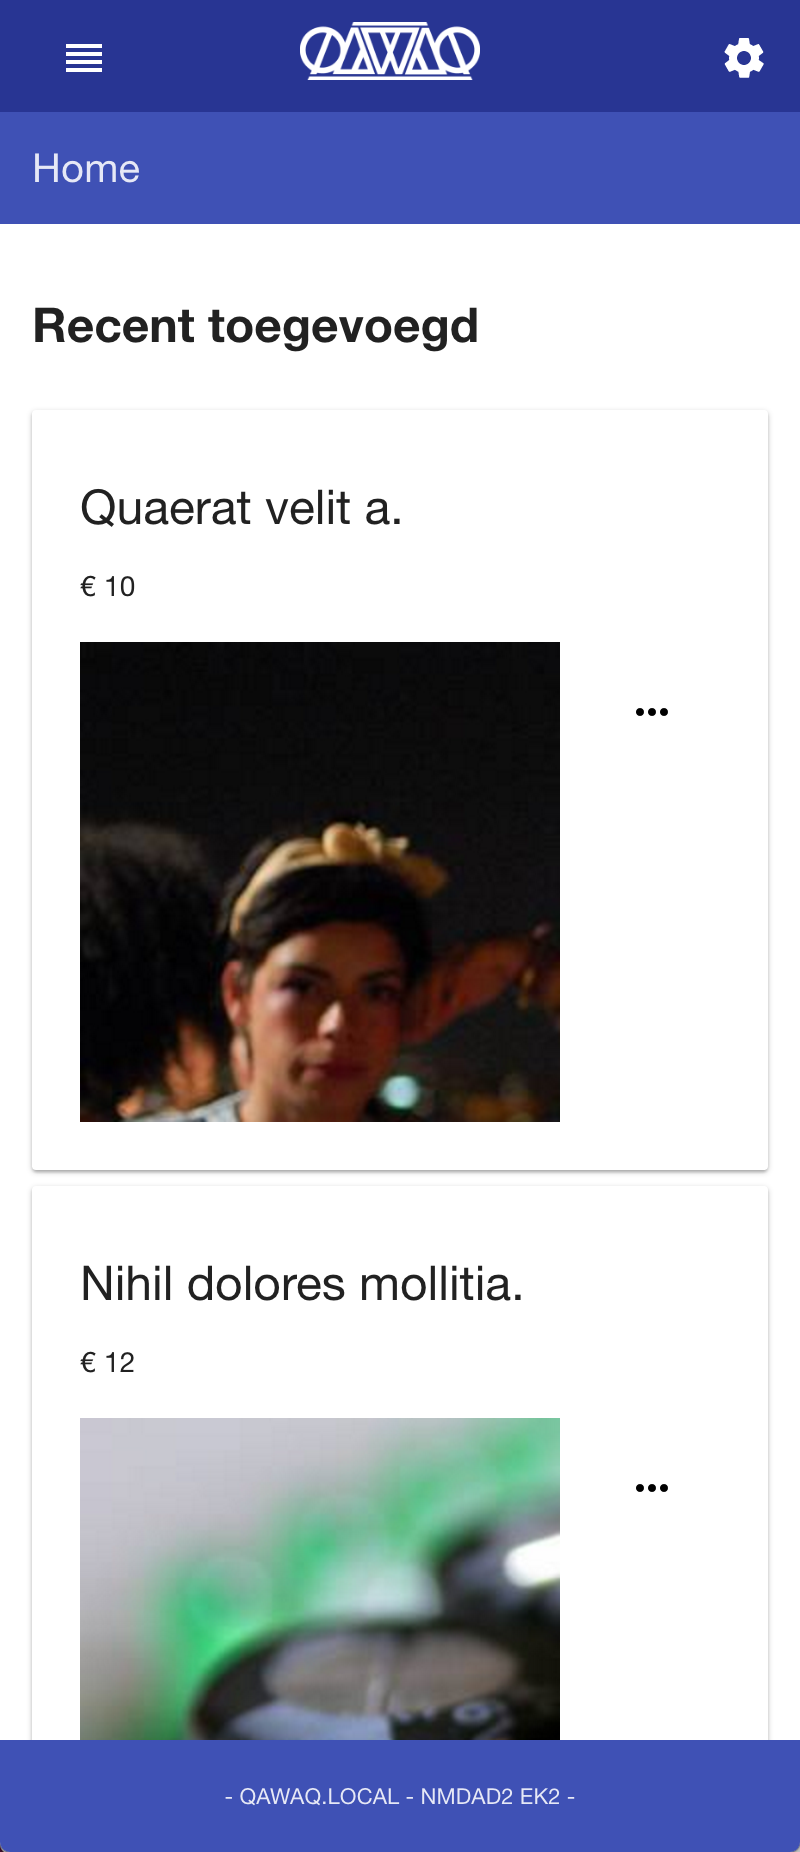 QAWAQ
Home
Recent toegevoegd
Quaerat velit a.
€ 10
Nihil dolores mollitia.
€ 12
- QAWAQ.LOCAL - NMDAD2 EK2 -